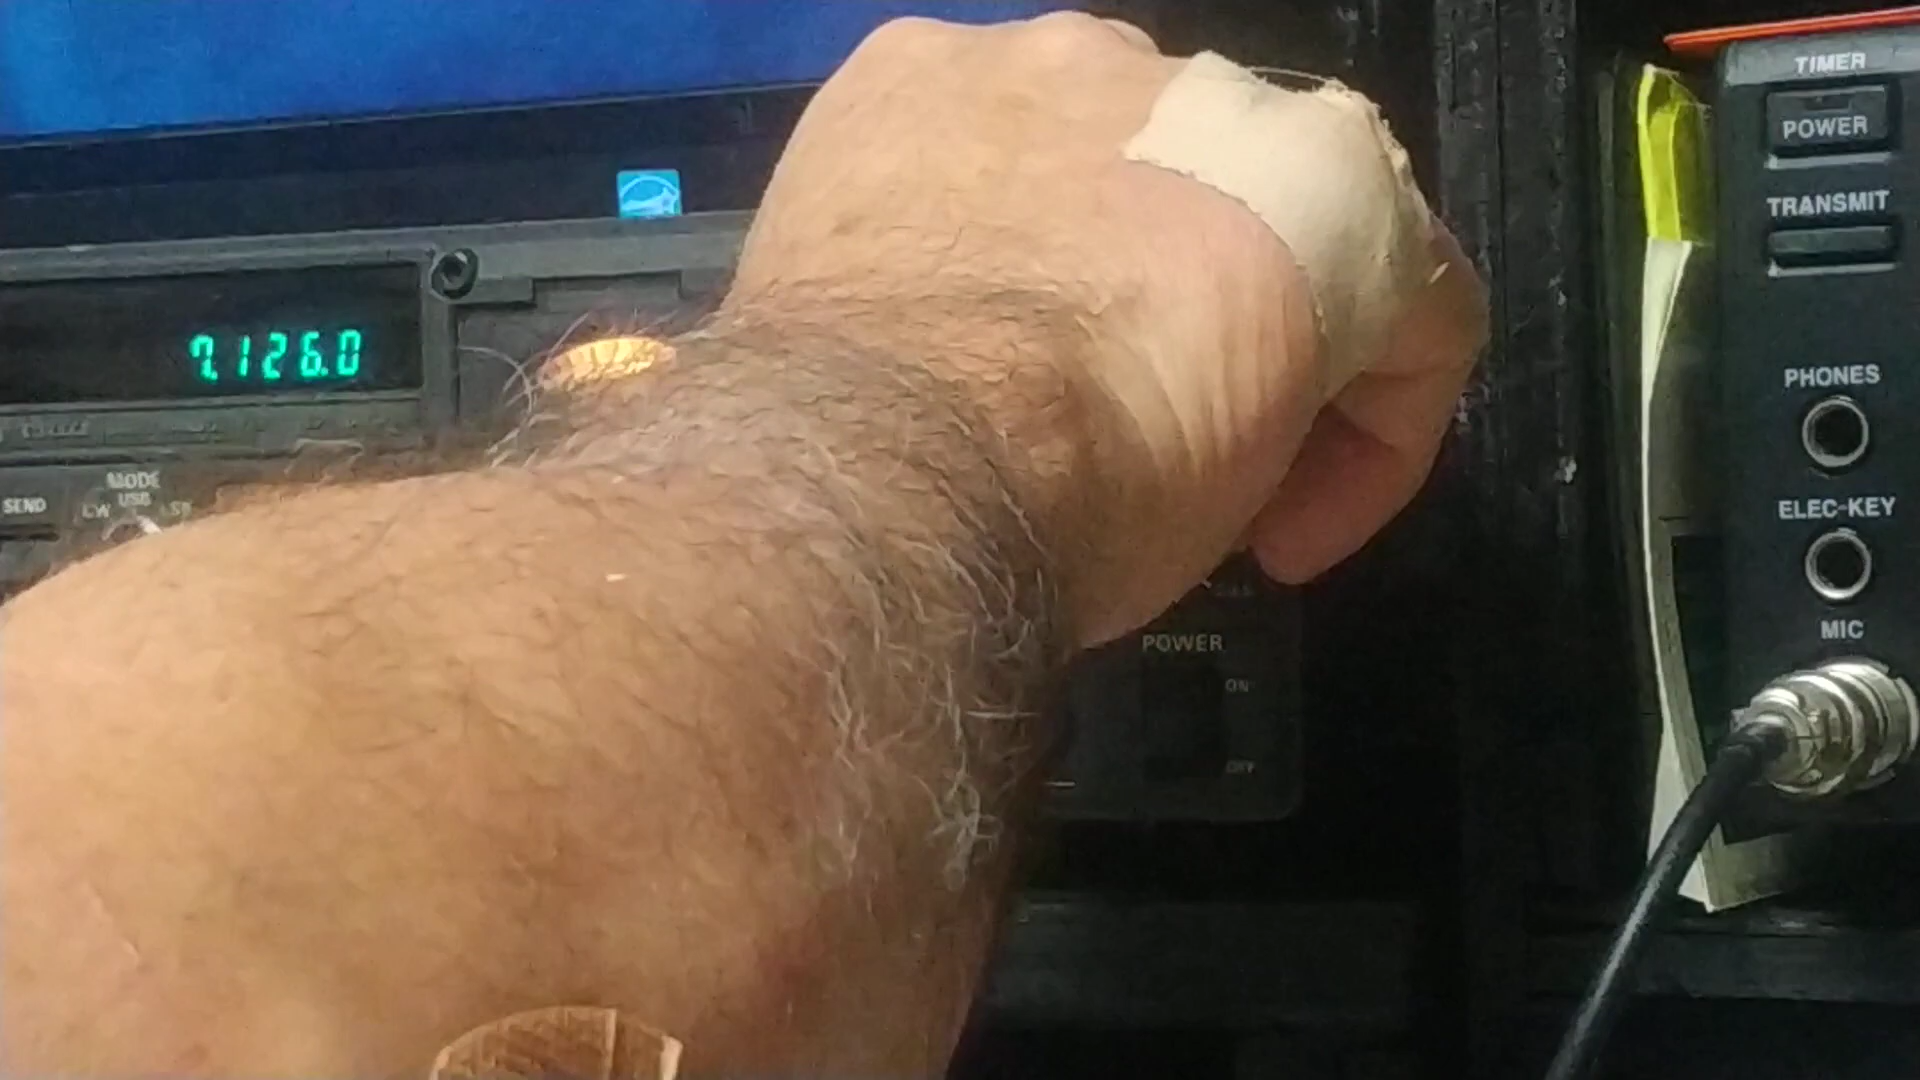 7.126.0
SEND
MODE
USB
CW
LSB
POWER
ON
OFF
TIMER
POWER
TRANSMIT
PHONES
ELEC-KEY
MIC